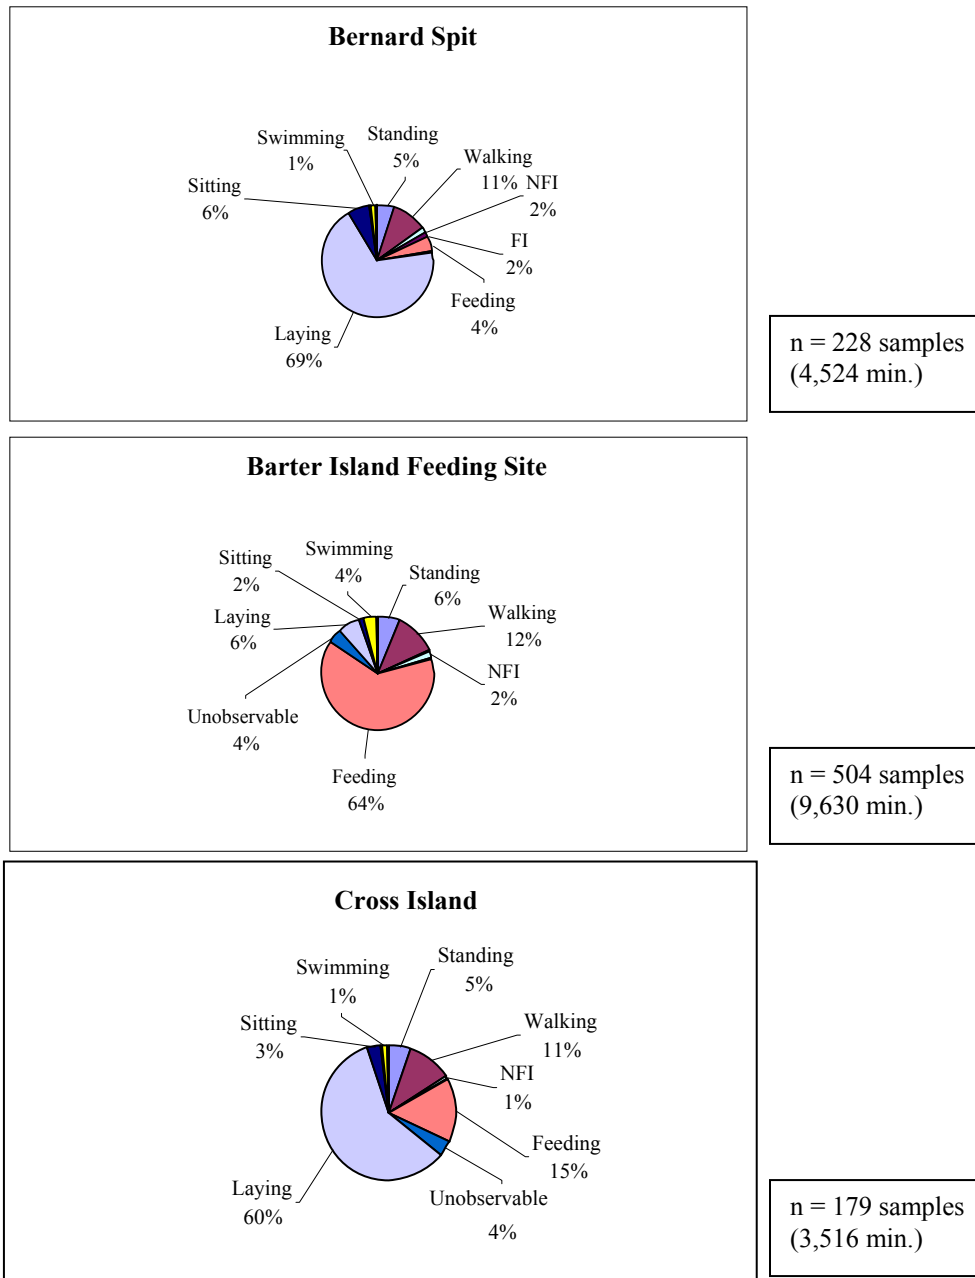 Bernard Spit
Swimming
1%
Standing
5%
Walking
11%
NFI
2%
Sitting
6%
FI
2%
Feeding
4%
Laying
69%
n = 228 samples
(4,524 min.)
Barter Island Feeding Site
Swimming
4%
Sitting
2%
Standing
6%
Laying
6%
Walking
12%
NFI
2%
Unobservable
4%
Feeding
64%
n = 504 samples
(9,630 min.)
Cross Island
Swimming
1%
Standing
5%
Sitting
3%
Walking
11%
NFI
1%
Feeding
15%
Laying
60%
Unobservable
4%
n = 179 samples
(3,516 min.)